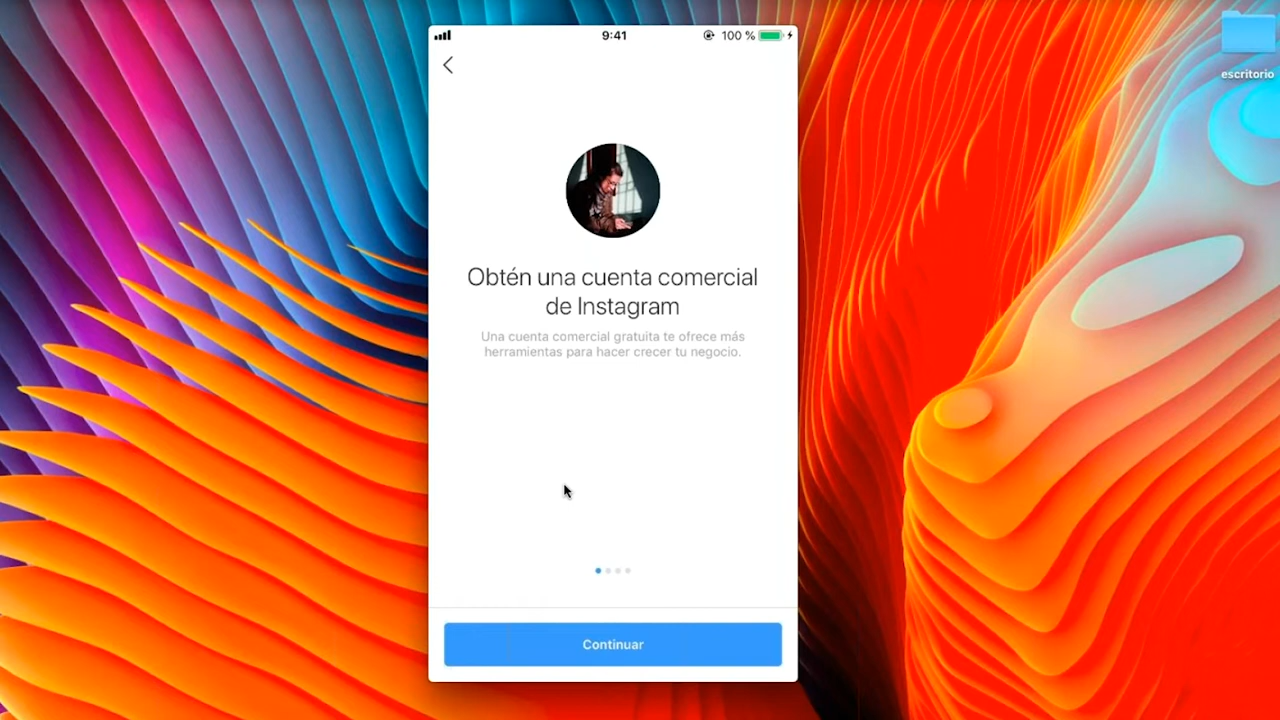 9:41
100 %
escritorio
Obtén una cuenta comercial
de Instagram
Una cuenta comercial gratuita te ofrece más
herramientas para hacer crecer tu negocio.
Continuar